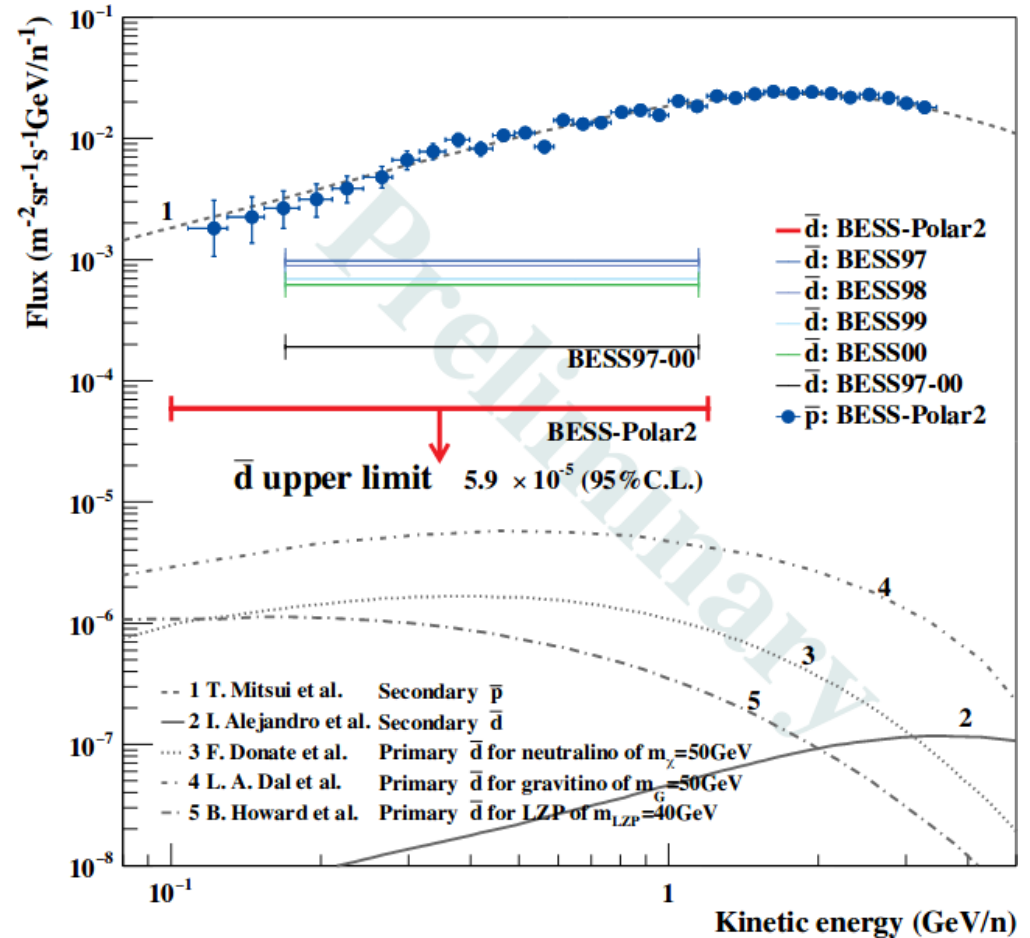 Flux (m⁻²sr⁻¹s⁻¹GeV/n⁻¹)
10⁻¹
10⁻²
10⁻³
10⁻⁴
10⁻⁵
10⁻⁶
10⁻⁷
10⁻⁸
1
Preliminary
d̅: BESS-Polar2
d̅: BESS97
d̅: BESS98
d̅: BESS99
d̅: BESS00
d̅: BESS97-00
p̅: BESS-Polar2
BESS97-00
BESS-Polar2
d̅ upper limit 5.9 × 10⁻⁵ (95%C.L.)
4
3
5
2
1 T. Mitsui et al. Secondary p̅
2 I. Alejandro et al. Secondary d̅
3 F. Donate et al. Primary d̅ for neutralino of m_χ=50GeV
4 L. A. Dal et al. Primary d̅ for gravitino of m_G=50GeV
5 B. Howard et al. Primary d̅ for LZP of m_LZP=40GeV
10⁻¹
1
Kinetic energy (GeV/n)